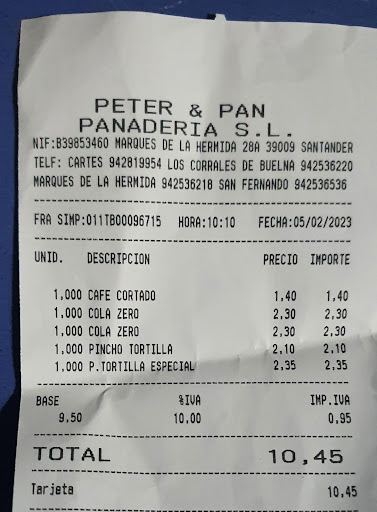 PETER & PAN
PANADERIA S.L.
NIF:B39853460 MARQUES DE LA HERMIDA 28A 39009 SANTANDER
TELF: CARTES 942819954 LOS CORRALES DE BUELNA 942536220
MARQUES DE LA HERMIDA 942536218 SAN FERNANDO 942536536
FRA SIMP:011TB00096715 HORA:10:10 FECHA:05/02/2023
UNID. DESCRIPCION PRECIO IMPORTE
1,000 CAFE CORTADO 1,40 1,40
1,000 COLA ZERO 2,30 2,30
1,000 COLA ZERO 2,30 2,30
1,000 PINCHO TORTILLA 2,10 2,10
1,000 P.TORTILLA ESPECIAL 2,35 2,35
BASE %IVA IMP.IVA
9,50 10,00 0,95
TOTAL 10,45
Tarjeta 10,45